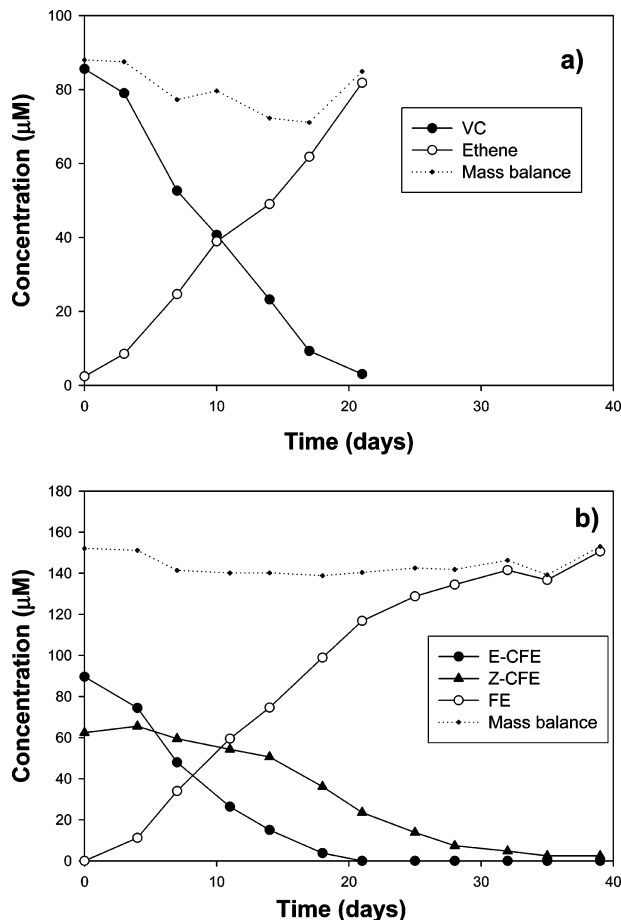 100
80
60
40
20
0
Concentration (μM)
a)
VC
Ethene
Mass balance
0 10 20 30 40
Time (days)
180
160
140
120
100
80
60
40
20
0
Concentration (μM)
b)
E-CFE
Z-CFE
FE
Mass balance
0 10 20 30 40
Time (days)